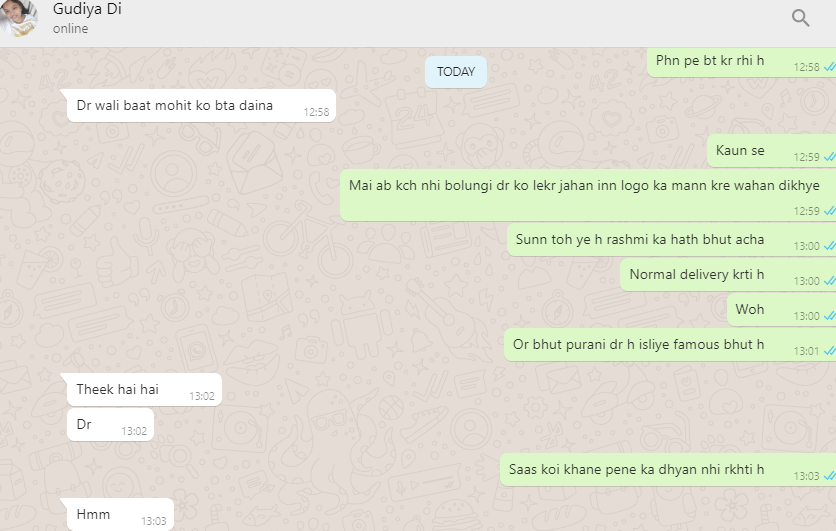 Gudiya Di
online
Phn pe bt kr rhi h
12:58
TODAY
Dr wali baat mohit ko bta daina
12:58
Kaun se
12:59
Mai ab kch nhi bolungi dr ko lekr jahan inn logo ka mann kre wahan dikhye
12:59
Sunn toh ye h rashmi ka hath bhut acha
13:00
Normal delivery krti h
13:00
Woh
13:00
Or bhut purani dr h isliye famous bhut h
13:01
Theek hai hai
13:02
Dr
13:02
Saas koi khane pene ka dhyan nhi rkhti h
13:03
Hmm
13:03